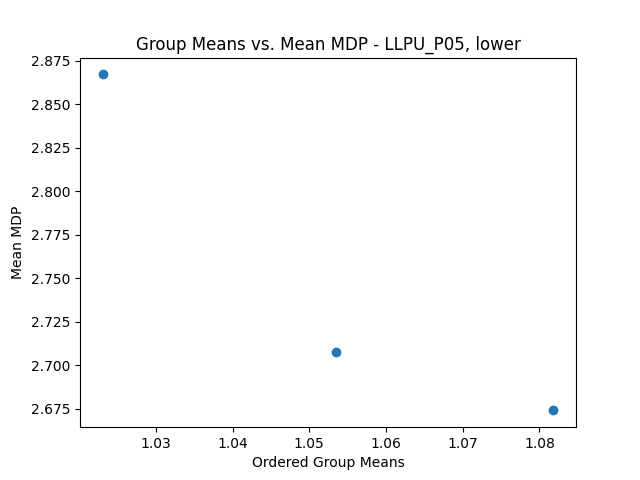 Group Means vs. Mean MDP - LLPU_P05, lower
2.875
2.850
2.825
2.800
2.775
2.750
2.725
2.700
2.675
Mean MDP
1.03 1.04 1.05 1.06 1.07 1.08
Ordered Group Means